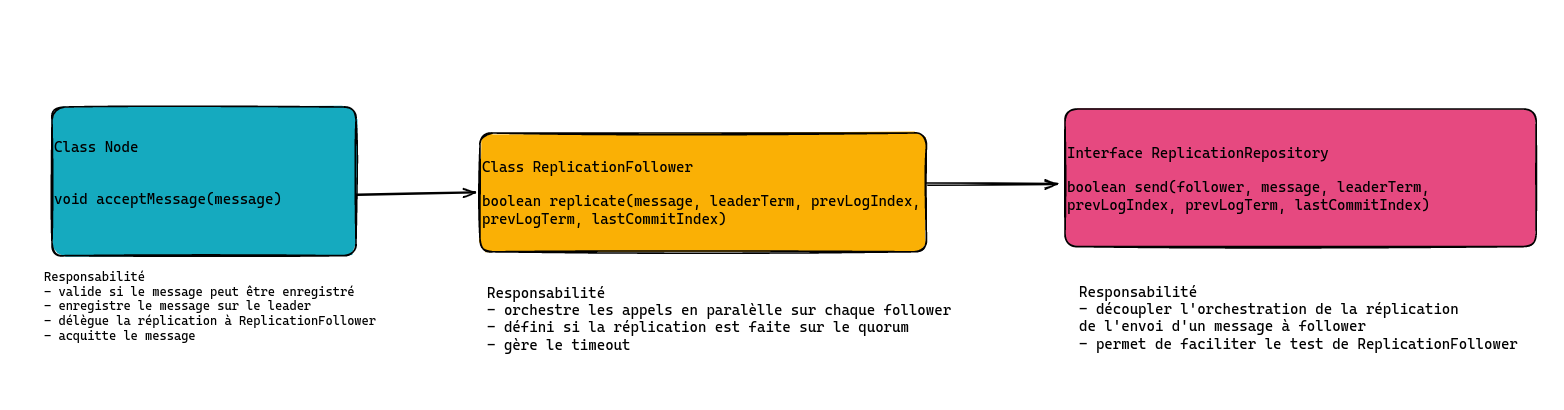 Class Node
void acceptMessage(message)
Responsabilité
- valide si le message peut être enregistré
- enregistre le message sur le leader
- délègue la réplication à ReplicationFollower
- acquitte le message
Class ReplicationFollower
boolean replicate(message, leaderTerm, prevLogIndex,
prevLogTerm, lastCommitIndex)
Responsabilité
- orchestre les appels en paralèlle sur chaque follower
- défini si la réplication est faite sur le quorum
- gère le timeout
Interface ReplicationRepository
boolean send(follower, message, leaderTerm,
prevLogIndex, prevLogTerm, lastCommitIndex)
Responsabilité
- découpler l'orchestration de la réplication
de l'envoi d'un message à follower
- permet de faciliter le test de ReplicationFollower